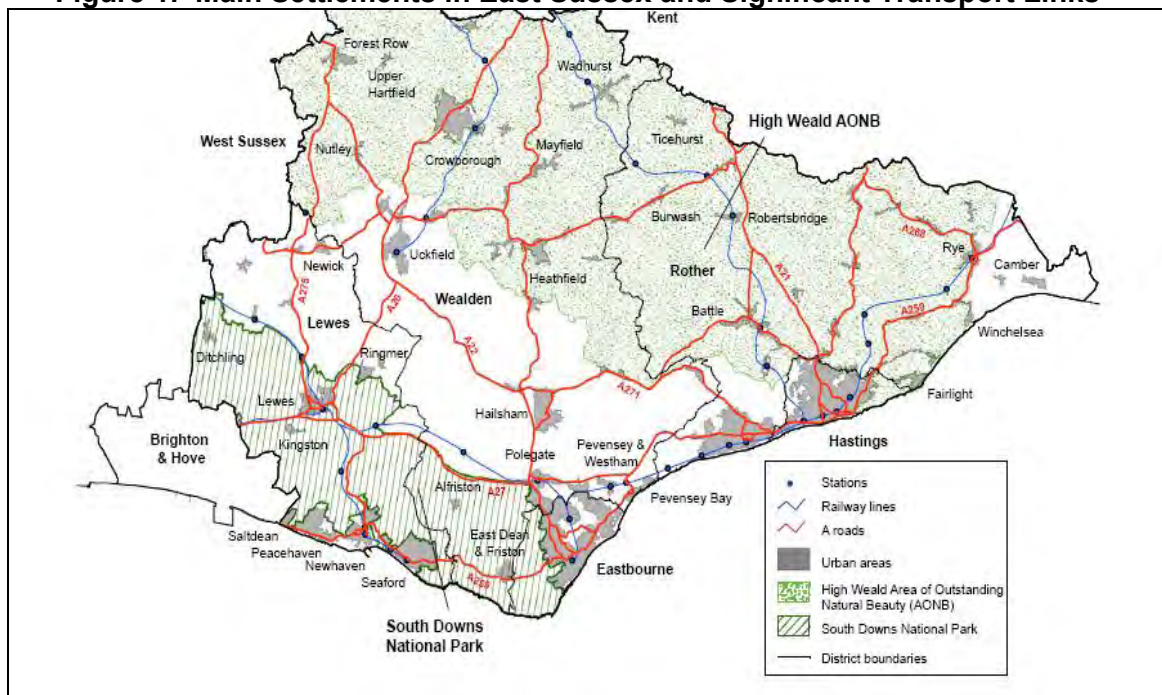 Figure 1: Main Settlements in East Sussex and Significant Transport Links
Kent
Forest Row
Upper
Hartfield
Wadhurst
West Sussex
Nutley
Crowborough
Mayfield
Ticehurst
High Weald AONB
Burwash
Robertsbridge
Newick
Uckfield
Heathfield
Rother
A21
A268
Rye
Camber
A275
Lewes
A26
Wealden
Battle
A259
Winchelsea
Ditchling
Ringmer
A22
A271
Fairlight
Lewes
Hailsham
Hastings
Brighton
& Hove
Kingston
Polegate
Pevensey &
Westham
Alfriston
A27
Pevensey Bay
Saltdean
Peacehaven
Newhaven
Seaford
East Dean
& Friston
A259
Eastbourne
South Downs
National Park
Stations
Railway lines
A roads
Urban areas
High Weald Area of Outstanding
Natural Beauty (AONB)
South Downs National Park
District boundaries